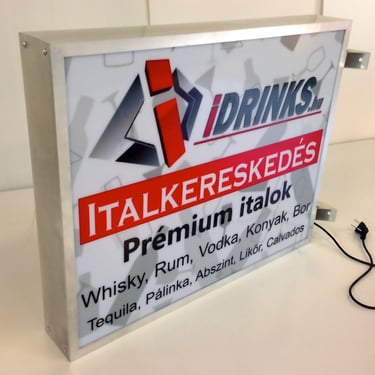 iDRINKS.hu
ITALKERESKEDÉS
Prémium italok
Whisky, Rum, Vodka, Konyak, Bor
Tequila, Pálinka, Abszint, Likőr, Calvados